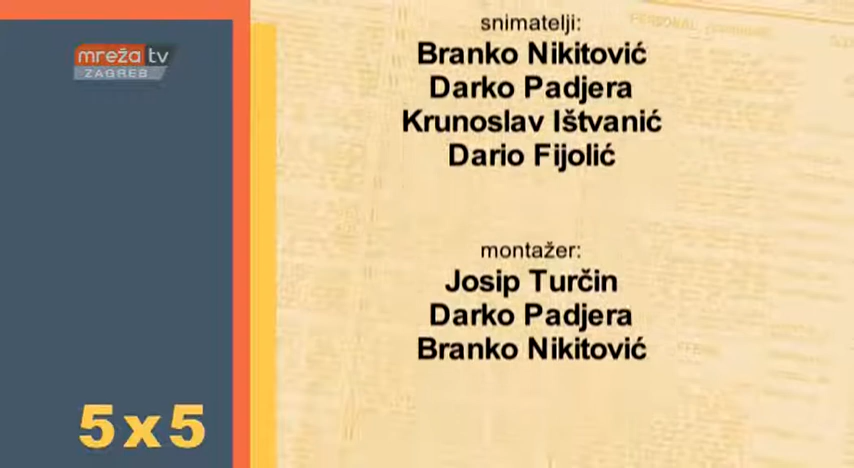 mreža tv
ZAGREB
snimatelji:
Branko Nikitović
Darko Padjera
Krunoslav Ištvanić
Dario Fijolić
montažer:
Josip Turčin
Darko Padjera
Branko Nikitović
5x5